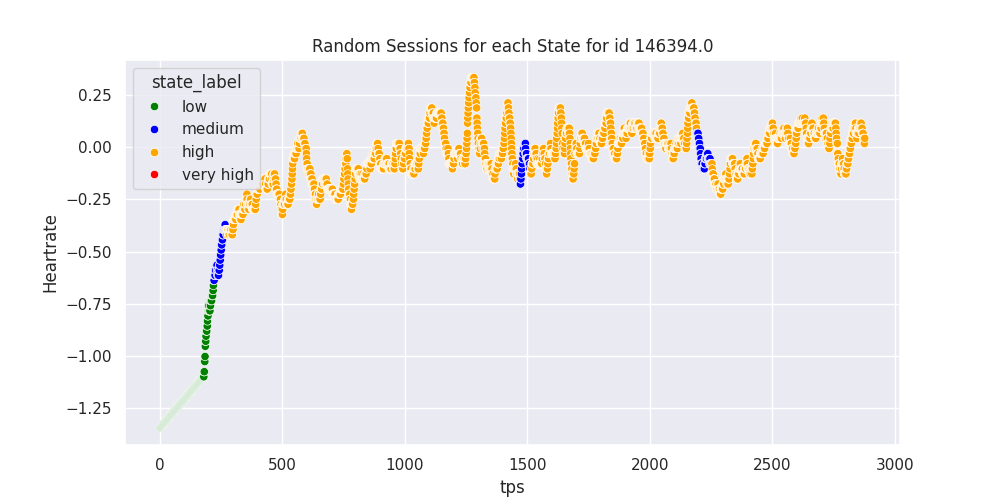 Random Sessions for each State for id 146394.0
state_label
low
medium
high
very high
0.25
0.00
−0.25
−0.50
−0.75
−1.00
−1.25
Heartrate
0
500
1000
1500
2000
2500
3000
tps